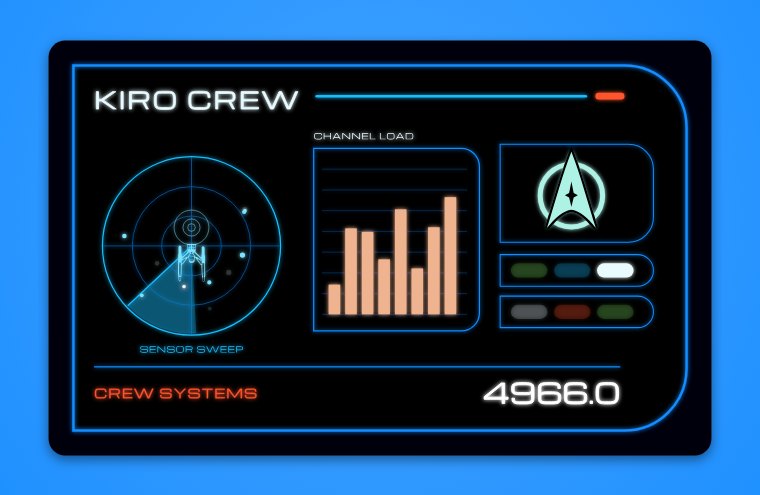 KIRO CREW
CHANNEL LOAD
SENSOR SWEEP
CREW SYSTEMS
4966.0